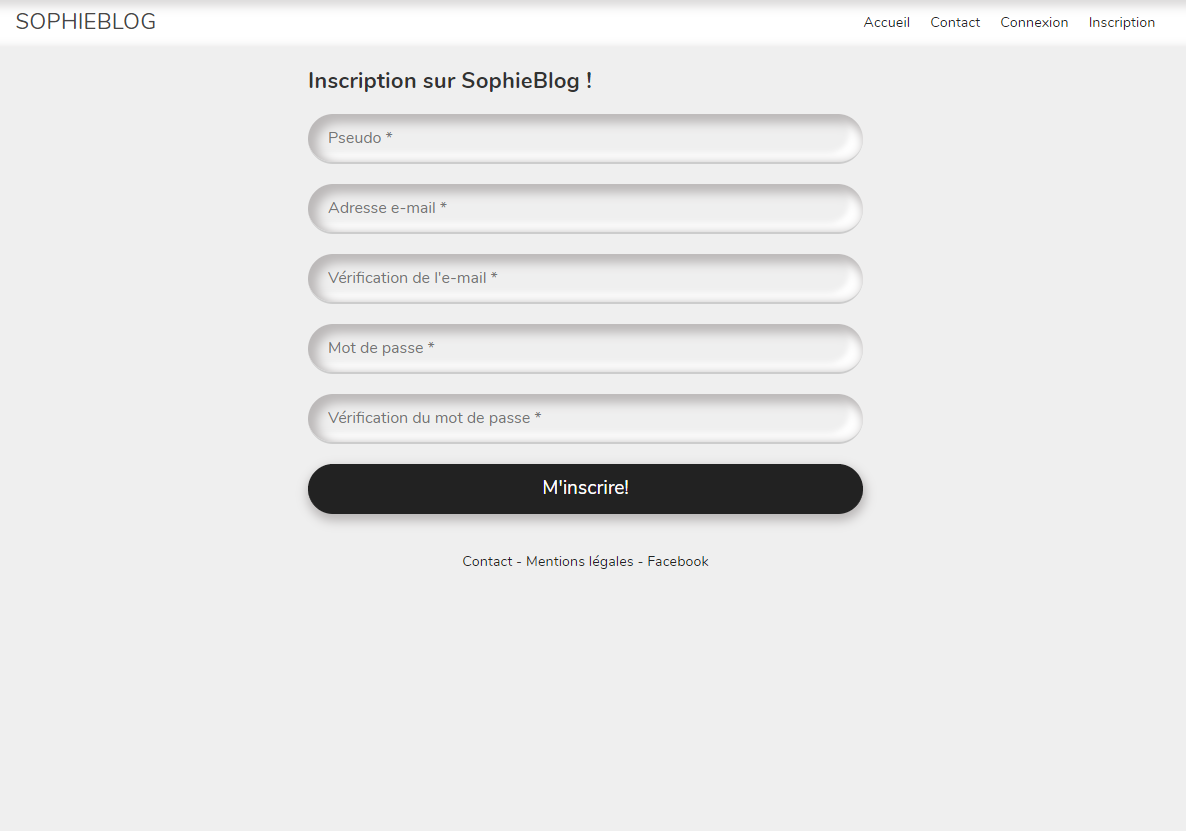 SOPHIEBLOG
Accueil Contact Connexion Inscription
Inscription sur SophieBlog !
Pseudo *
Adresse e-mail *
Vérification de l'e-mail *
Mot de passe *
Vérification du mot de passe *
M'inscrire!
Contact - Mentions légales - Facebook